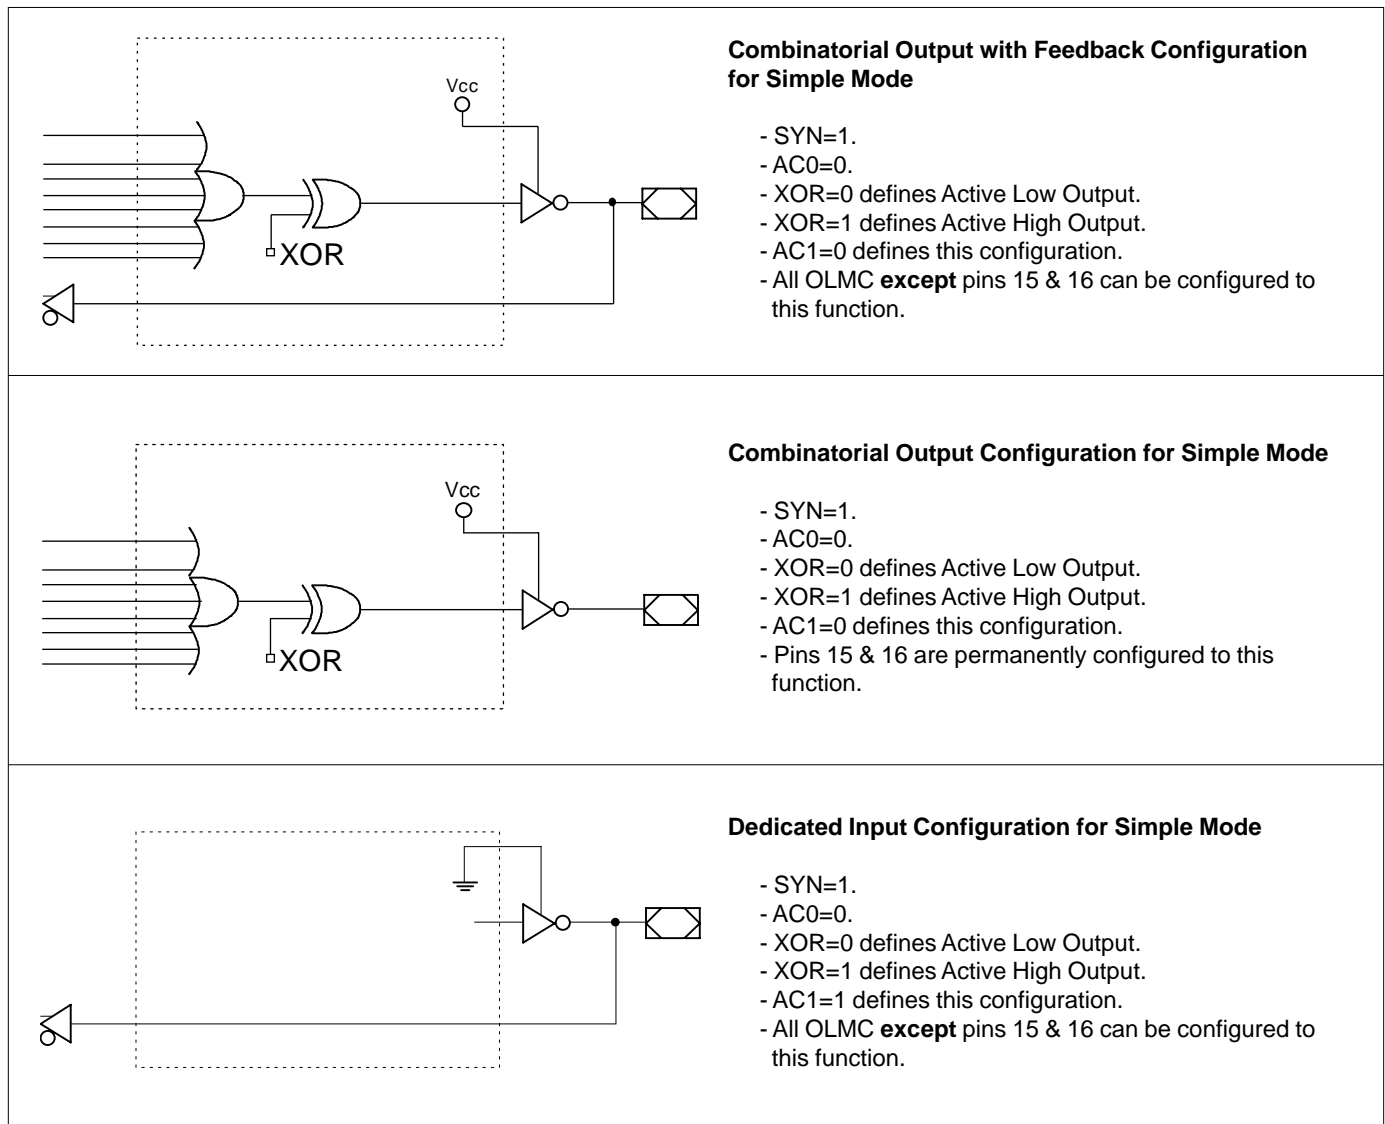 Vcc
XOR
Combinatorial Output with Feedback Configuration
for Simple Mode
- SYN=1.
- AC0=0.
- XOR=0 defines Active Low Output.
- XOR=1 defines Active High Output.
- AC1=0 defines this configuration.
- All OLMC except pins 15 & 16 can be configured to
this function.
Vcc
XOR
Combinatorial Output Configuration for Simple Mode
- SYN=1.
- AC0=0.
- XOR=0 defines Active Low Output.
- XOR=1 defines Active High Output.
- AC1=0 defines this configuration.
- Pins 15 & 16 are permanently configured to this
function.
Dedicated Input Configuration for Simple Mode
- SYN=1.
- AC0=0.
- XOR=0 defines Active Low Output.
- XOR=1 defines Active High Output.
- AC1=1 defines this configuration.
- All OLMC except pins 15 & 16 can be configured to
this function.